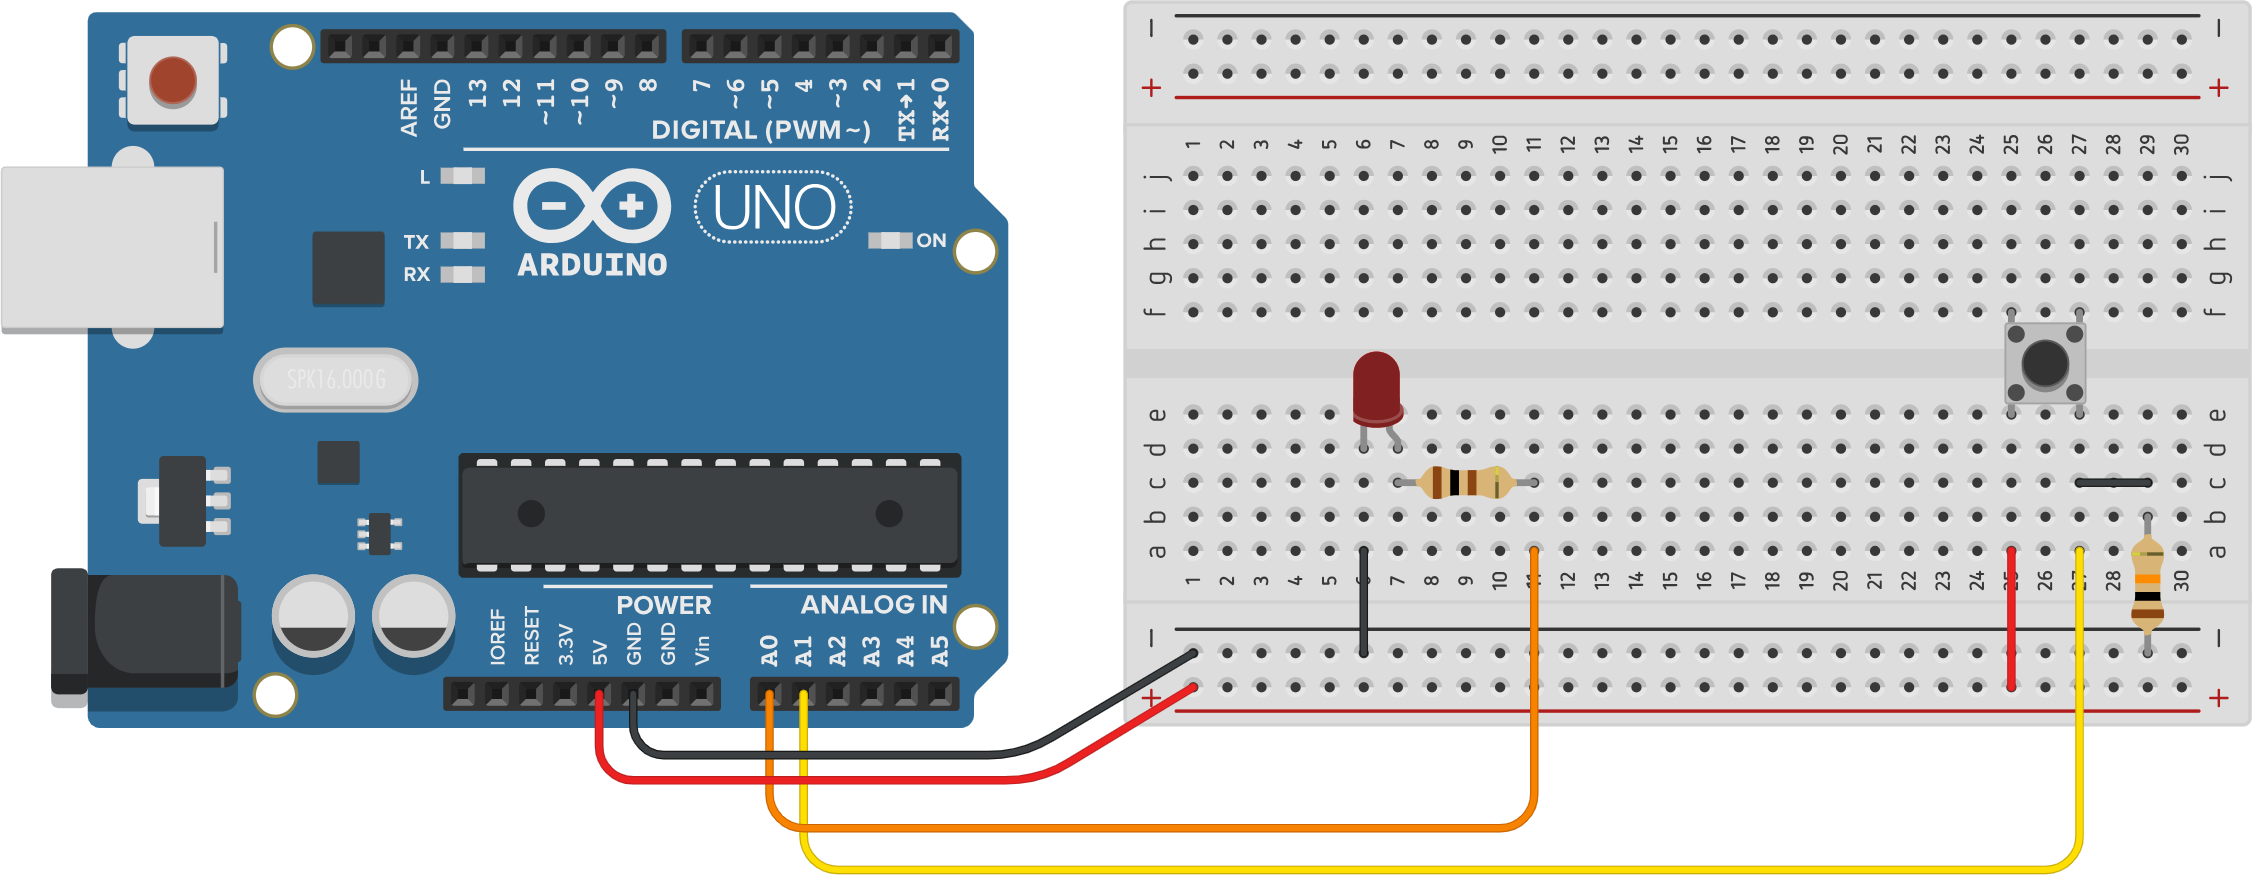 AREF GND 13 12 ~11 ~10 ~9 8 7 ~6 ~5 4 ~3 2 TX→1 RX←0
DIGITAL (PWM~)
L
TX
RX
ARDUINO
UNO
ON
SPK16.000G
POWER
ANALOG IN
IOREF RESET 3.3V 5V GND GND Vin A0 A1 A2 A3 A4 A5
− −
+ +
1 2 3 4 5 6 7 8 9 10 11 12 13 14 15 16 17 18 19 20 21 22 23 24 25 26 27 28 29 30
j j
i i
h h
g g
f f
e e
d d
c c
b b
a a
1 2 3 4 5 6 7 8 9 10 11 12 13 14 15 16 17 18 19 20 21 22 23 24 25 26 27 28 29 30
− −
+ +